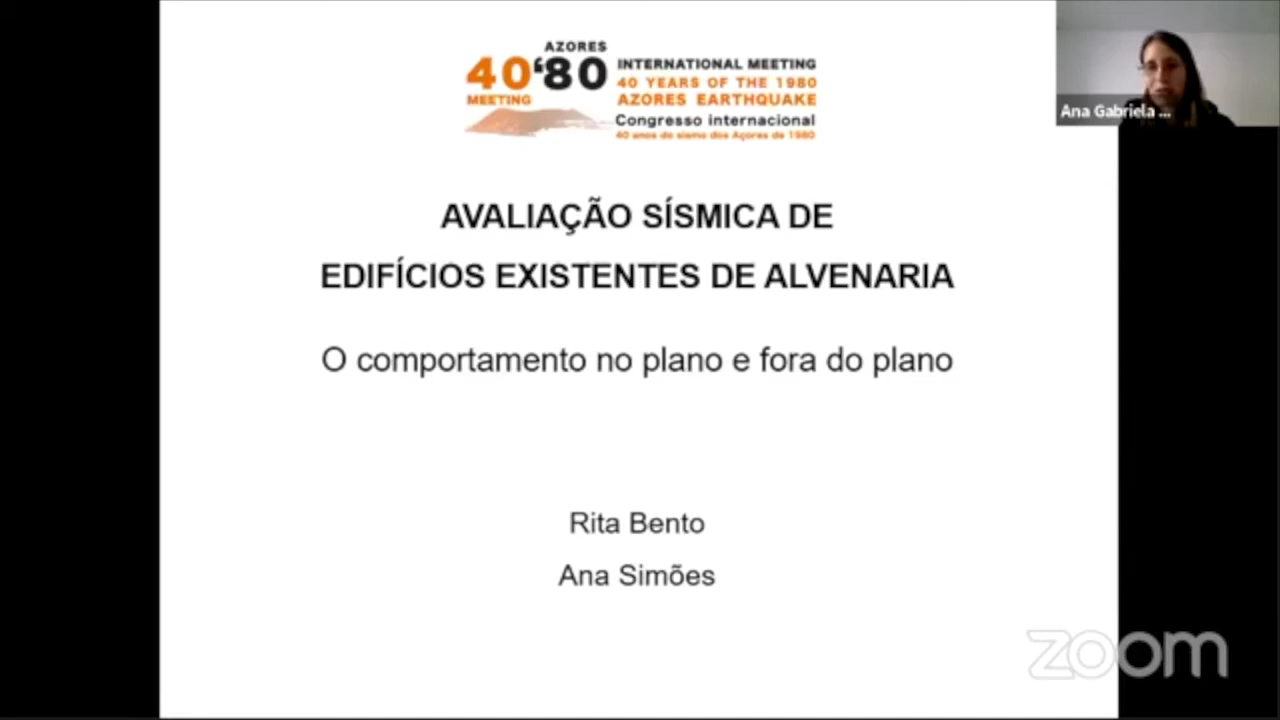 AZORES
40‘80
MEETING
INTERNATIONAL MEETING
40 YEARS OF THE 1980
AZORES EARTHQUAKE
Congresso internacional
40 anos do sismo dos Açores de 1980
Ana Gabriela ...
AVALIAÇÃO SÍSMICA DE
EDIFÍCIOS EXISTENTES DE ALVENARIA
O comportamento no plano e fora do plano
Rita Bento
Ana Simões
zoom